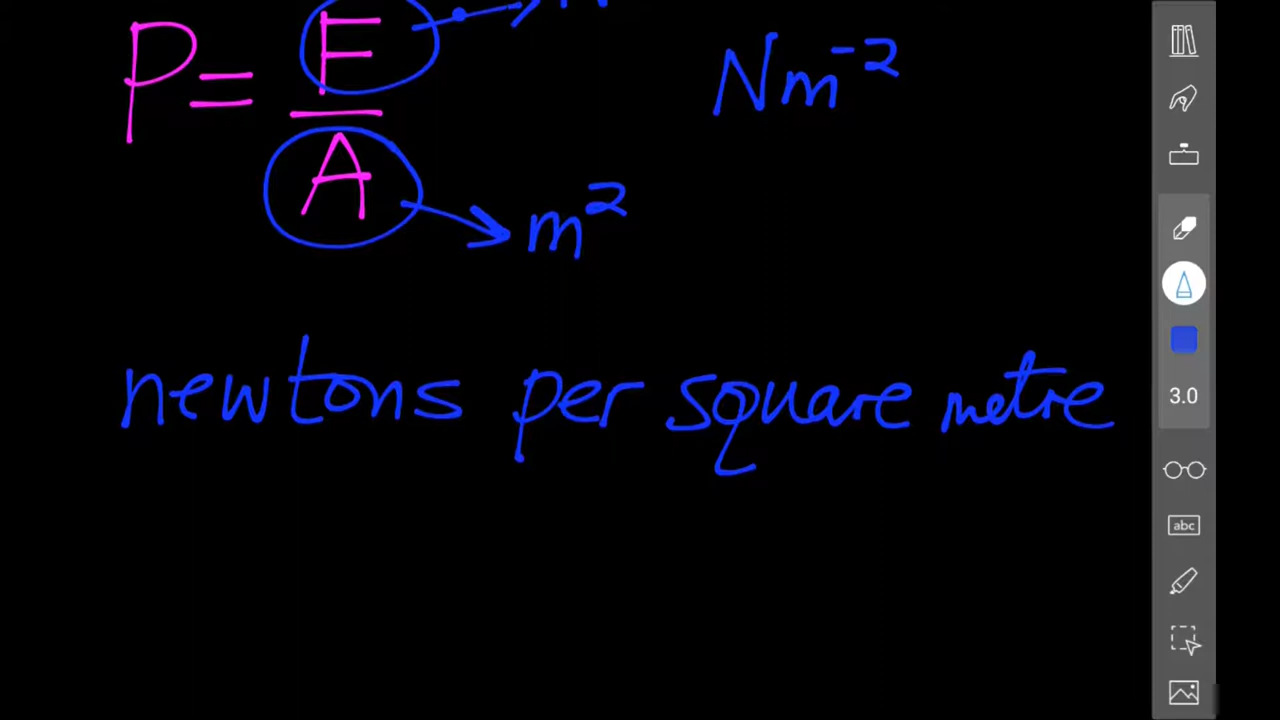 P = F/A
Nm⁻²
m²
newtons per square metre
3.0
abc